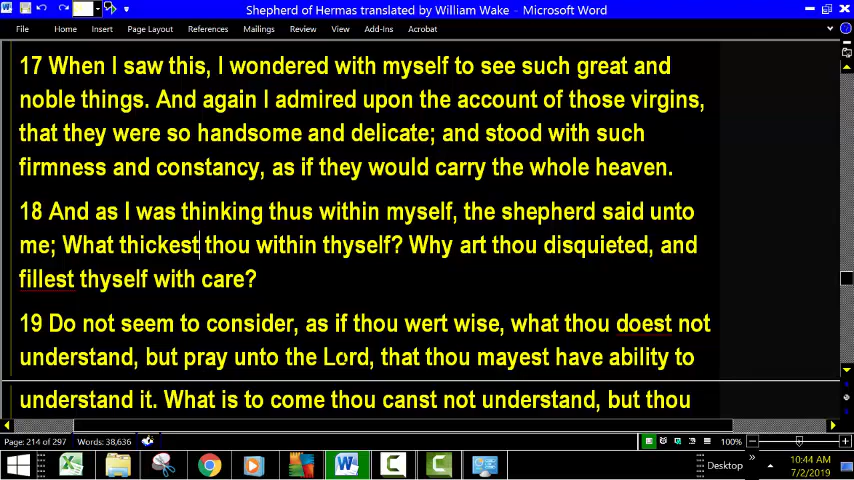 Shepherd of Hermas translated by William Wake - Microsoft Word
File Home Insert Page Layout References Mailings Review View Add-Ins Acrobat
17 When I saw this, I wondered with myself to see such great and
noble things. And again I admired upon the account of those virgins,
that they were so handsome and delicate; and stood with such
firmness and constancy, as if they would carry the whole heaven.
18 And as I was thinking thus within myself, the shepherd said unto
me; What thickest thou within thyself? Why art thou disquieted, and
fillest thyself with care?
19 Do not seem to consider, as if thou wert wise, what thou doest not
understand, but pray unto the Lord, that thou mayest have ability to
understand it. What is to come thou canst not understand, but thou
Page: 214 of 297 Words: 38,636 100%
Desktop 10:44 AM
7/2/2019